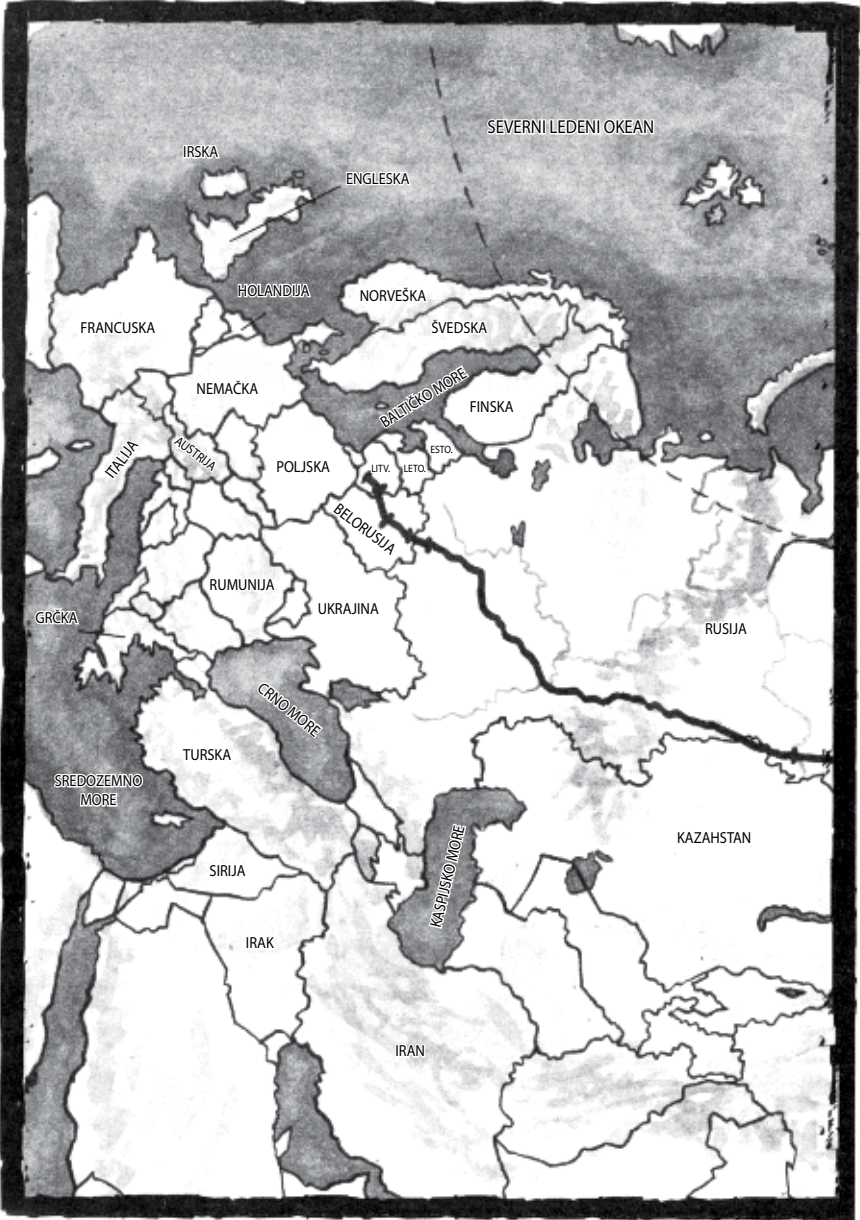 SEVERNI LEDENI OKEAN
IRSKA
ENGLESKA
HOLANDIJA
NORVEŠKA
FRANCUSKA
ŠVEDSKA
NEMAČKA
BALTIČKO MORE
FINSKA
ITALIJA
AUSTRIJA
POLJSKA
LITV.
LETO.
ESTO.
BELORUSIJA
RUMUNIJA
UKRAJINA
GRČKA
RUSIJA
CRNO MORE
TURSKA
SREDOZEMNO
MORE
KAZAHSTAN
KASPIJSKO MORE
SIRIJA
IRAK
IRAN